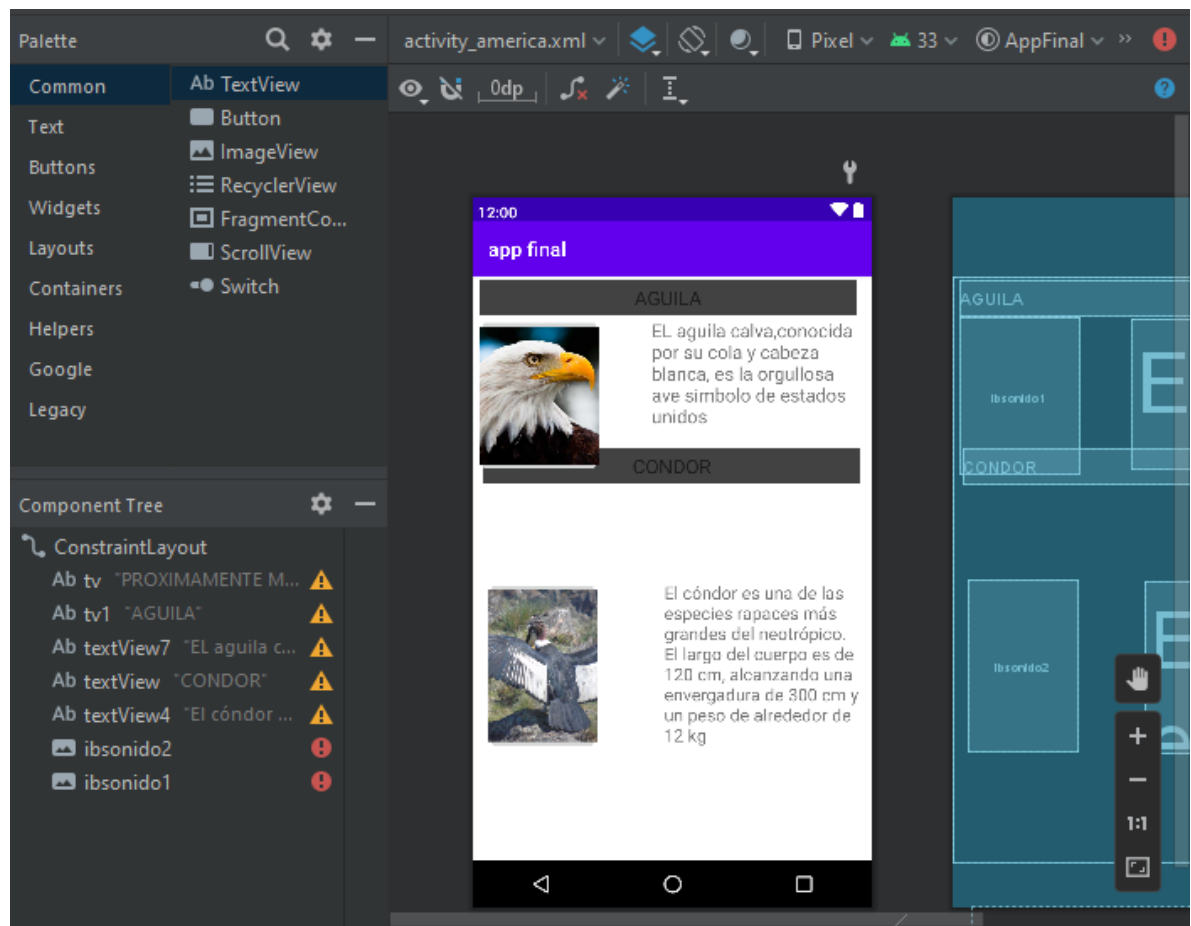 Palette
activity_america.xml
Pixel
33
AppFinal
Common
Text
Buttons
Widgets
Layouts
Containers
Helpers
Google
Legacy
Ab TextView
Button
ImageView
RecyclerView
FragmentCo...
ScrollView
Switch
0dp
Component Tree
ConstraintLayout
Ab tv "PROXIMAMENTE M...
Ab tv1 "AGUILA"
Ab textView7 "EL aguila c...
Ab textView "CONDOR"
Ab textView4 "El cóndor ...
ibsonido2
ibsonido1
12:00
app final
AGUILA
EL aguila calva,conocida
por su cola y cabeza
blanca, es la orgullosa
ave simbolo de estados
unidos
CONDOR
El cóndor es una de las
especies rapaces más
grandes del neotrópico.
El largo del cuerpo es de
120 cm, alcanzando una
envergadura de 300 cm y
un peso de alrededor de
12 kg
AGUILA
ibsonido1
E
CONDOR
ibsonido2
E
e
1:1